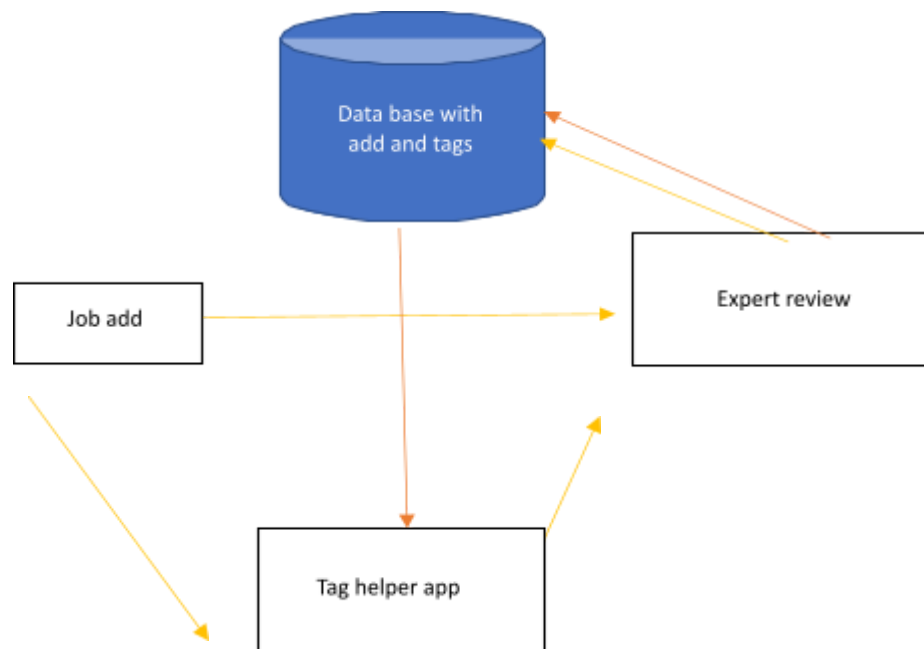 Data base with
add and tags
Job add
Expert review
Tag helper app